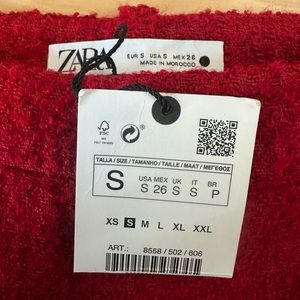 ZARA
EUR S USA S MEX 26
MADE IN MOROCCO
FSC
TALLA / SIZE / TAMANHO / TAILLE / MAAT / ΜΕΓΕΘΟΣ
S
USA MEX UK IT BR
S 26 S S P
XS S M L XL XXL
ART.: 8558 / 502 / 606